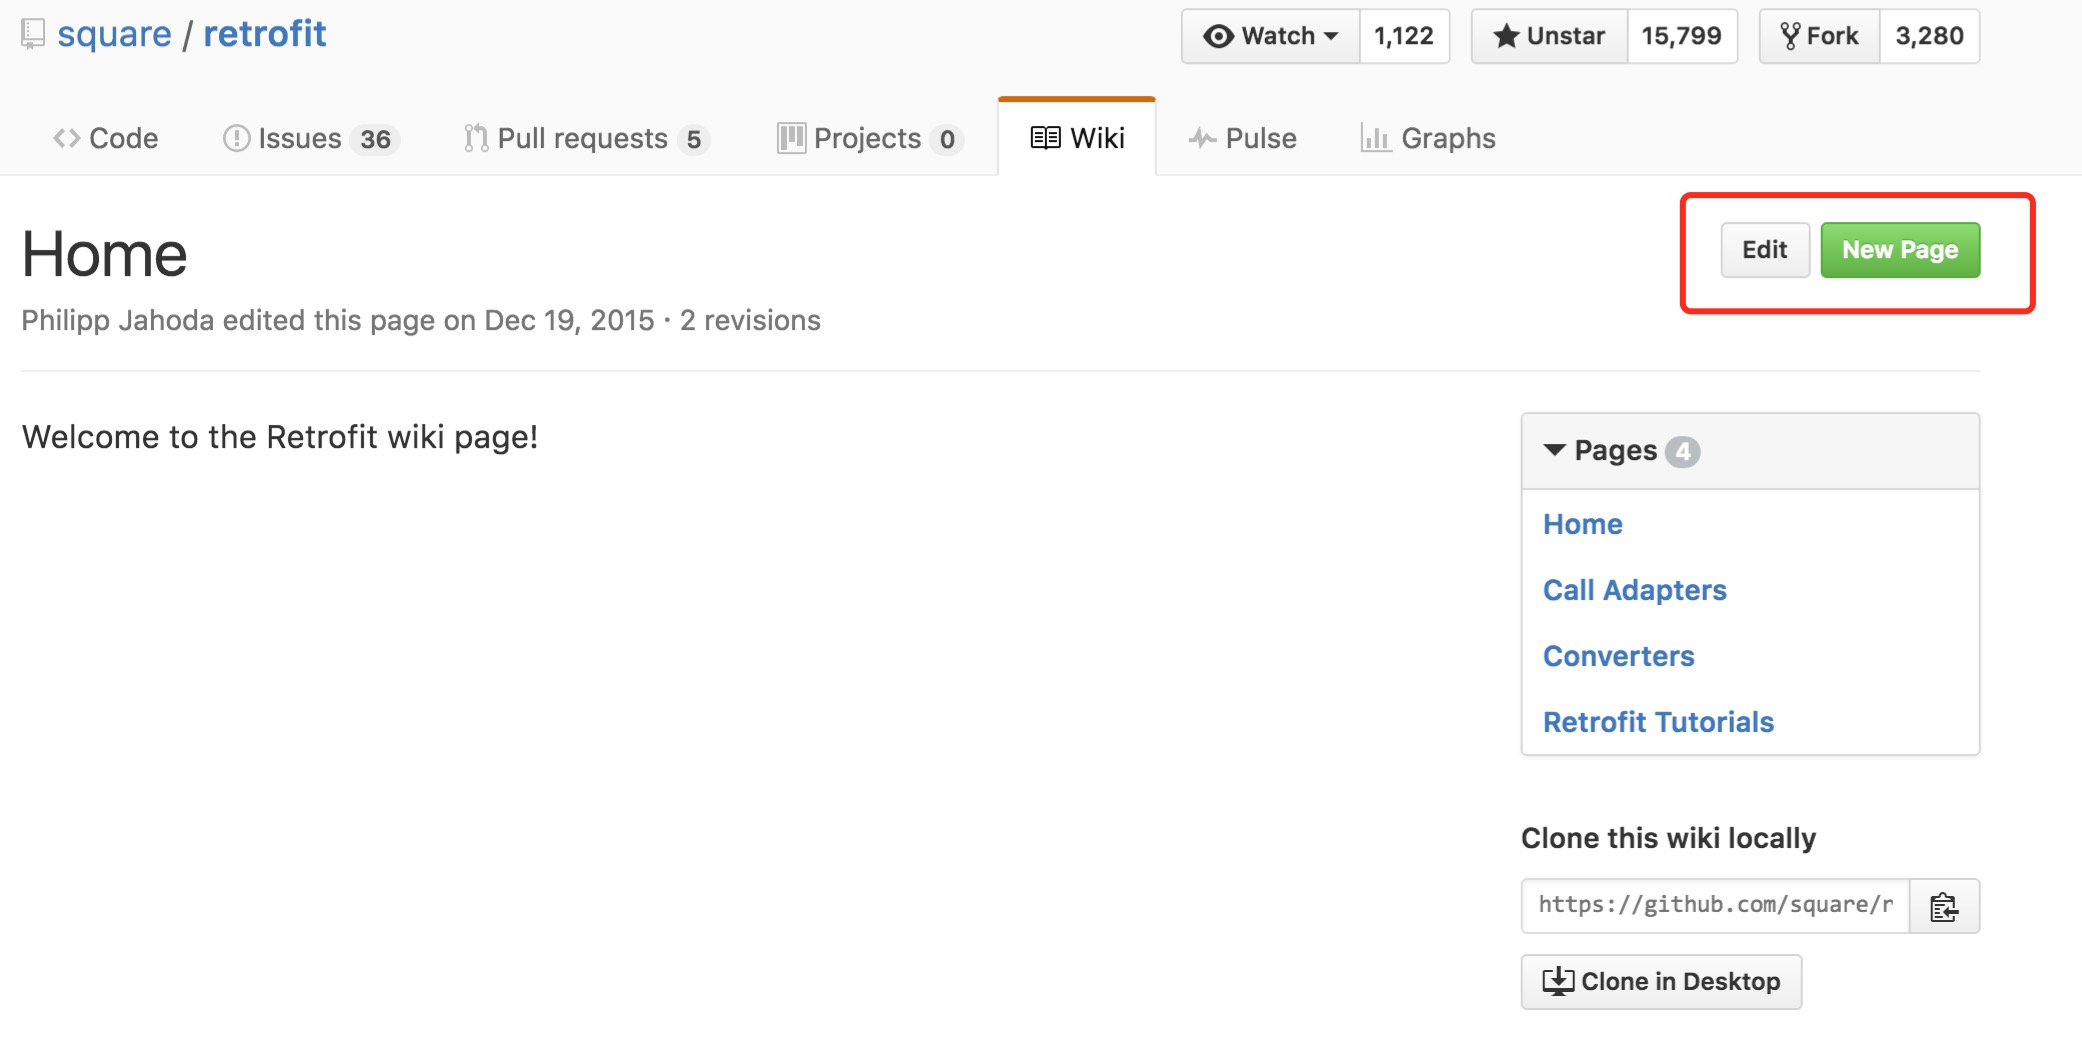 square / retrofit
Watch 1,122 Unstar 15,799 Fork 3,280
Code Issues 36 Pull requests 5 Projects 0 Wiki Pulse Graphs
Home
Edit New Page
Philipp Jahoda edited this page on Dec 19, 2015 · 2 revisions
Welcome to the Retrofit wiki page!
Pages 4
Home
Call Adapters
Converters
Retrofit Tutorials
Clone this wiki locally
https://github.com/square/r
Clone in Desktop